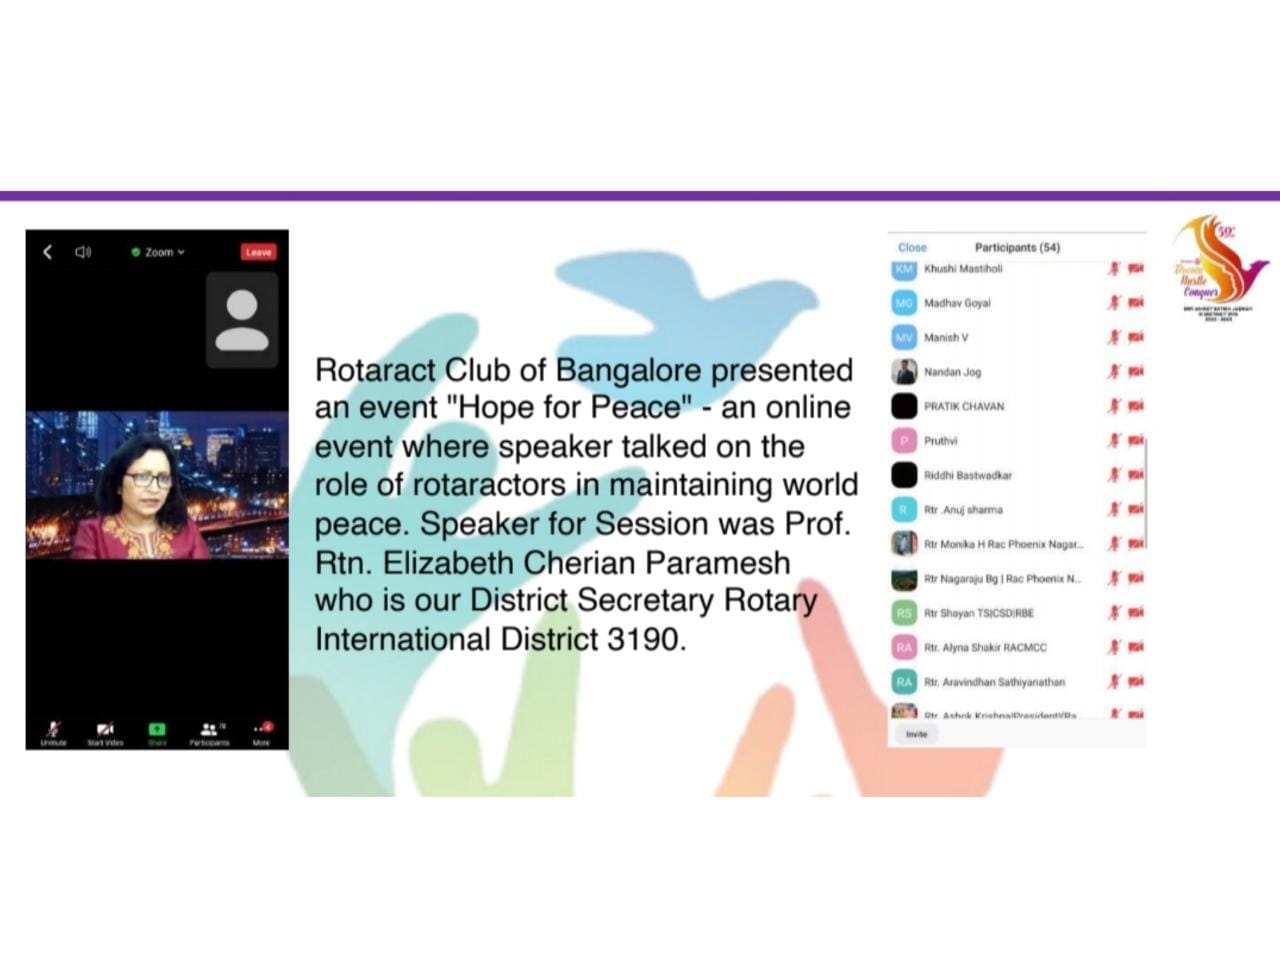 Zoom
Leave
Unmute
Start Video
Share
Participants
More
Rotaract Club of Bangalore presented
an event "Hope for Peace" - an online
event where speaker talked on the
role of rotaractors in maintaining world
peace. Speaker for Session was Prof.
Rtn. Elizabeth Cherian Paramesh
who is our District Secretary Rotary
International District 3190.
Close
Participants (54)
KM Khushi Mastiholi
MG Madhav Goyal
MV Manish V
Nandan Jog
PRATIK CHAVAN
P Pruthvi
Riddhi Bastwadkar
R Rtr .Anuj sharma
Rtr Monika H Rac Phoenix Nagar...
Rtr Nagaraju Bg | Rac Phoenix N...
RS Rtr Shayan TS|CSD|RBE
RA Rtr. Alyna Shakir RACMCC
RA Rtr. Aravindhan Sathiyanathan
Rtr. Ashok Krishna|President|(Ra
Invite
Dream
Hustle
Conquer